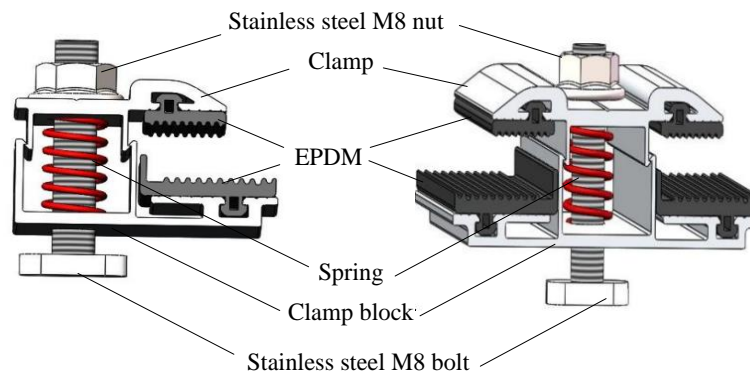 Stainless steel M8 nut
Clamp
EPDM
Spring
Clamp block
Stainless steel M8 bolt